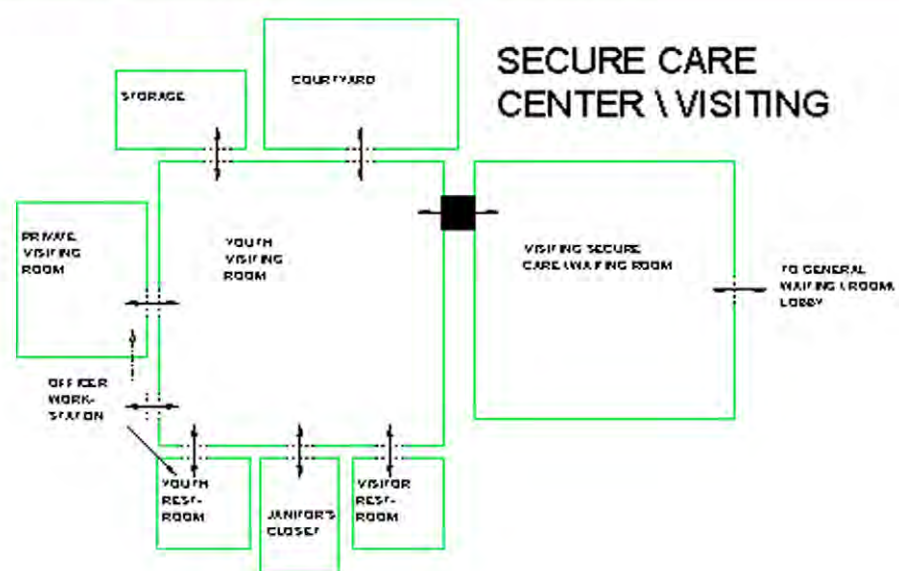 SECURE CARE
CENTER \ VISITING
COURTYARD
STORAGE
PRIVATE
VISITING
ROOM
YOUTH
VISITING
ROOM
VISITING SECURE
CARE \WAITING ROOM
TO GENERAL
WAITING \ ROOM\
LOBBY
OFFICER
WORK-
STATION
YOUTH
REST-
ROOM
JANITOR'S
CLOSET
VISITOR
REST-
ROOM